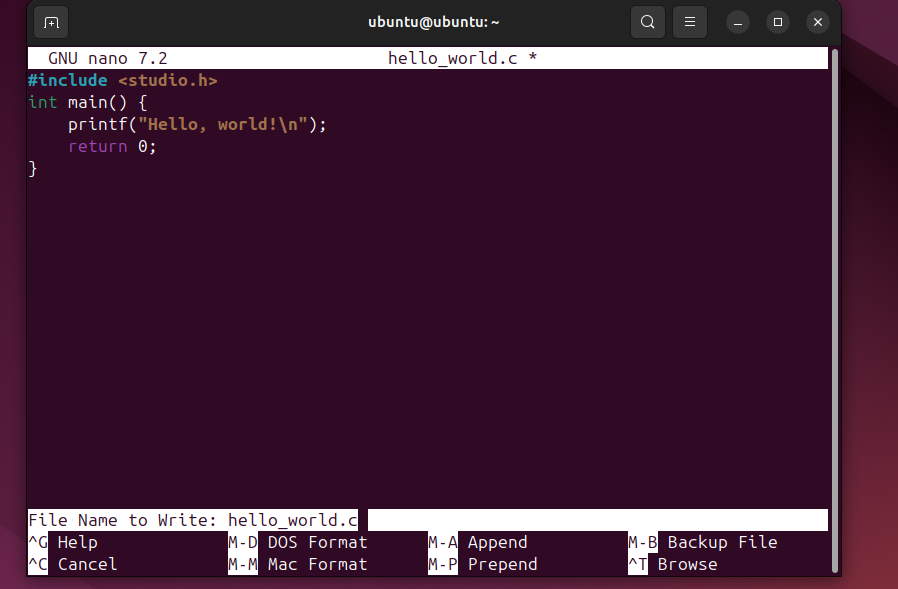 ubuntu@ubuntu: ~
GNU nano 7.2 hello_world.c *
#include <studio.h>
int main() {
    printf("Hello, world!\n");
    return 0;
}
File Name to Write: hello_world.c
^G Help M-D DOS Format M-A Append M-B Backup File
^C Cancel M-M Mac Format M-P Prepend ^T Browse